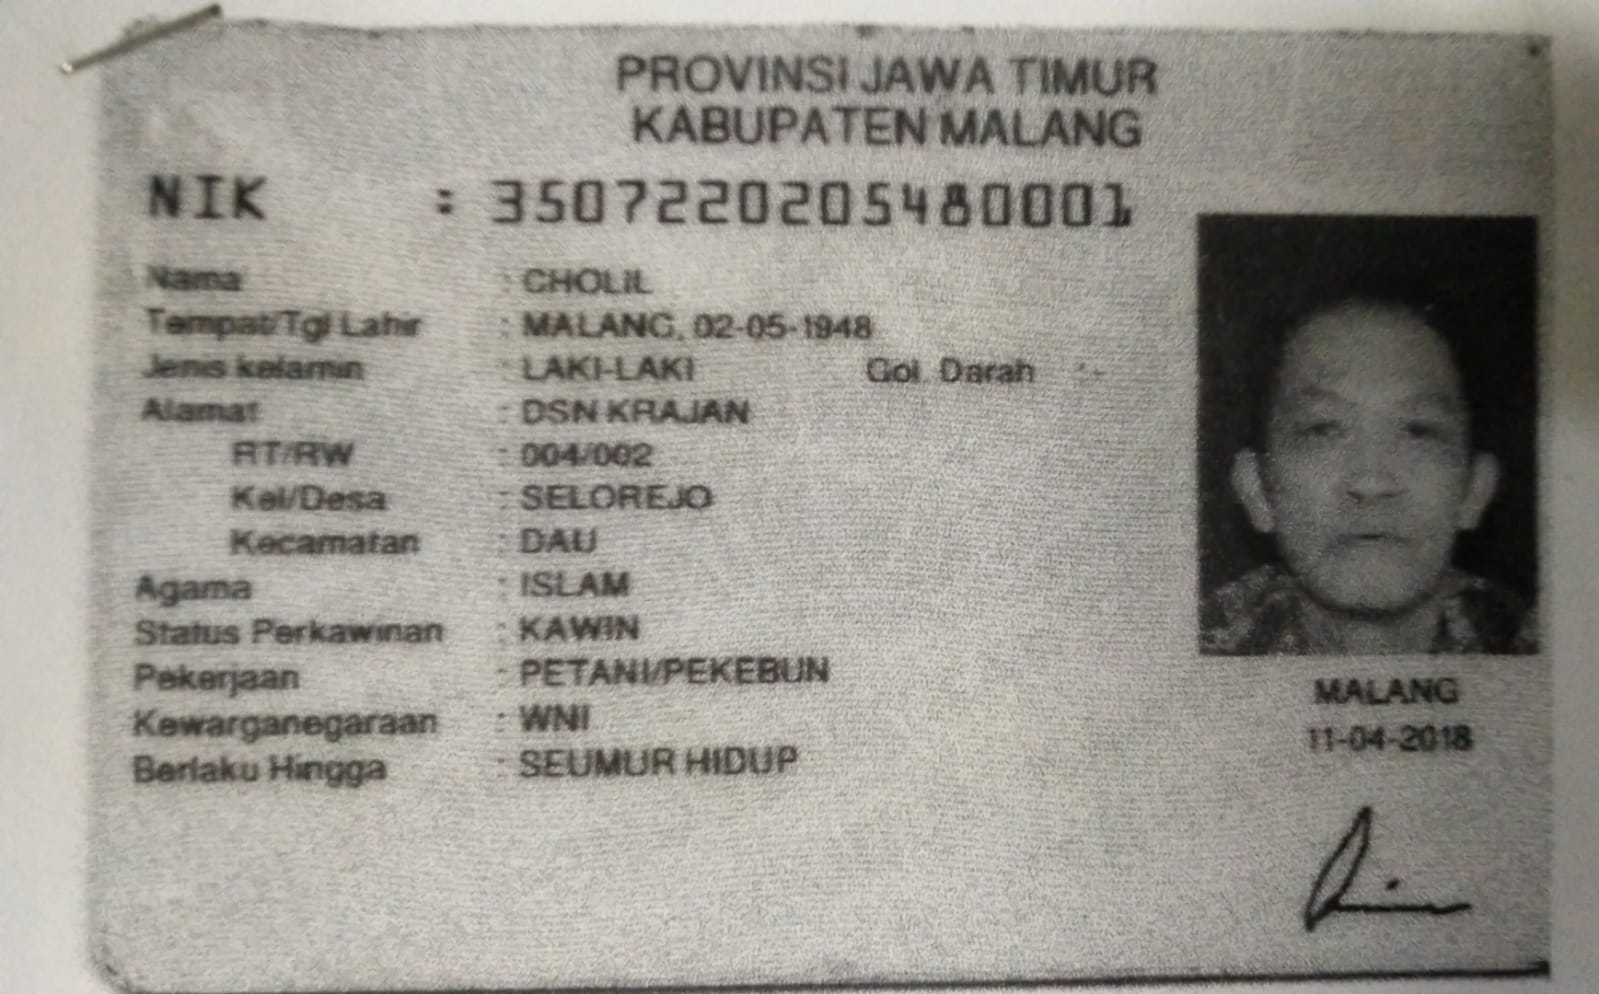 PROVINSI JAWA TIMUR
KABUPATEN MALANG
NIK : 3507220205480001
Nama : CHOLIL
Tempat/Tgl Lahir : MALANG, 02-05-1948
Jenis kelamin : LAKI-LAKI Gol. Darah : -
Alamat : DSN KRAJAN
RT/RW : 004/002
Kel/Desa : SELOREJO
Kecamatan : DAU
Agama : ISLAM
Status Perkawinan : KAWIN
Pekerjaan : PETANI/PEKEBUN
Kewarganegaraan : WNI
Berlaku Hingga : SEUMUR HIDUP
MALANG
11-04-2018